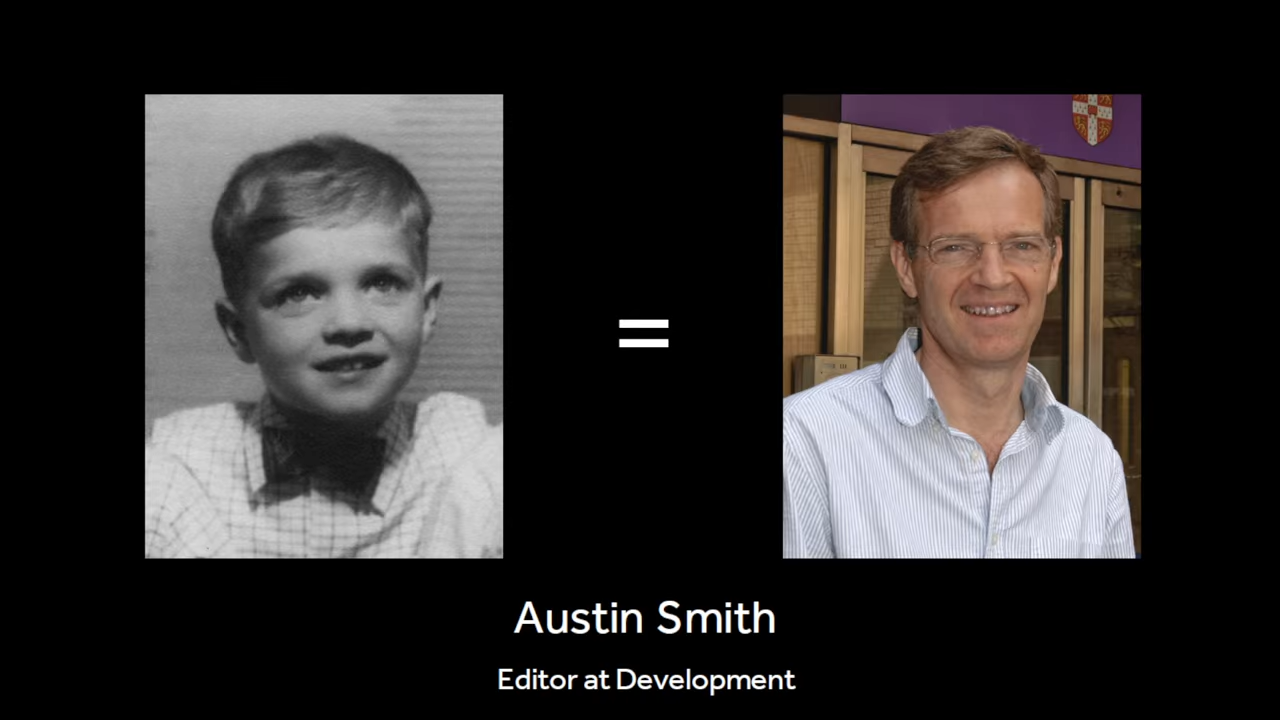 =
Austin Smith
Editor at Development